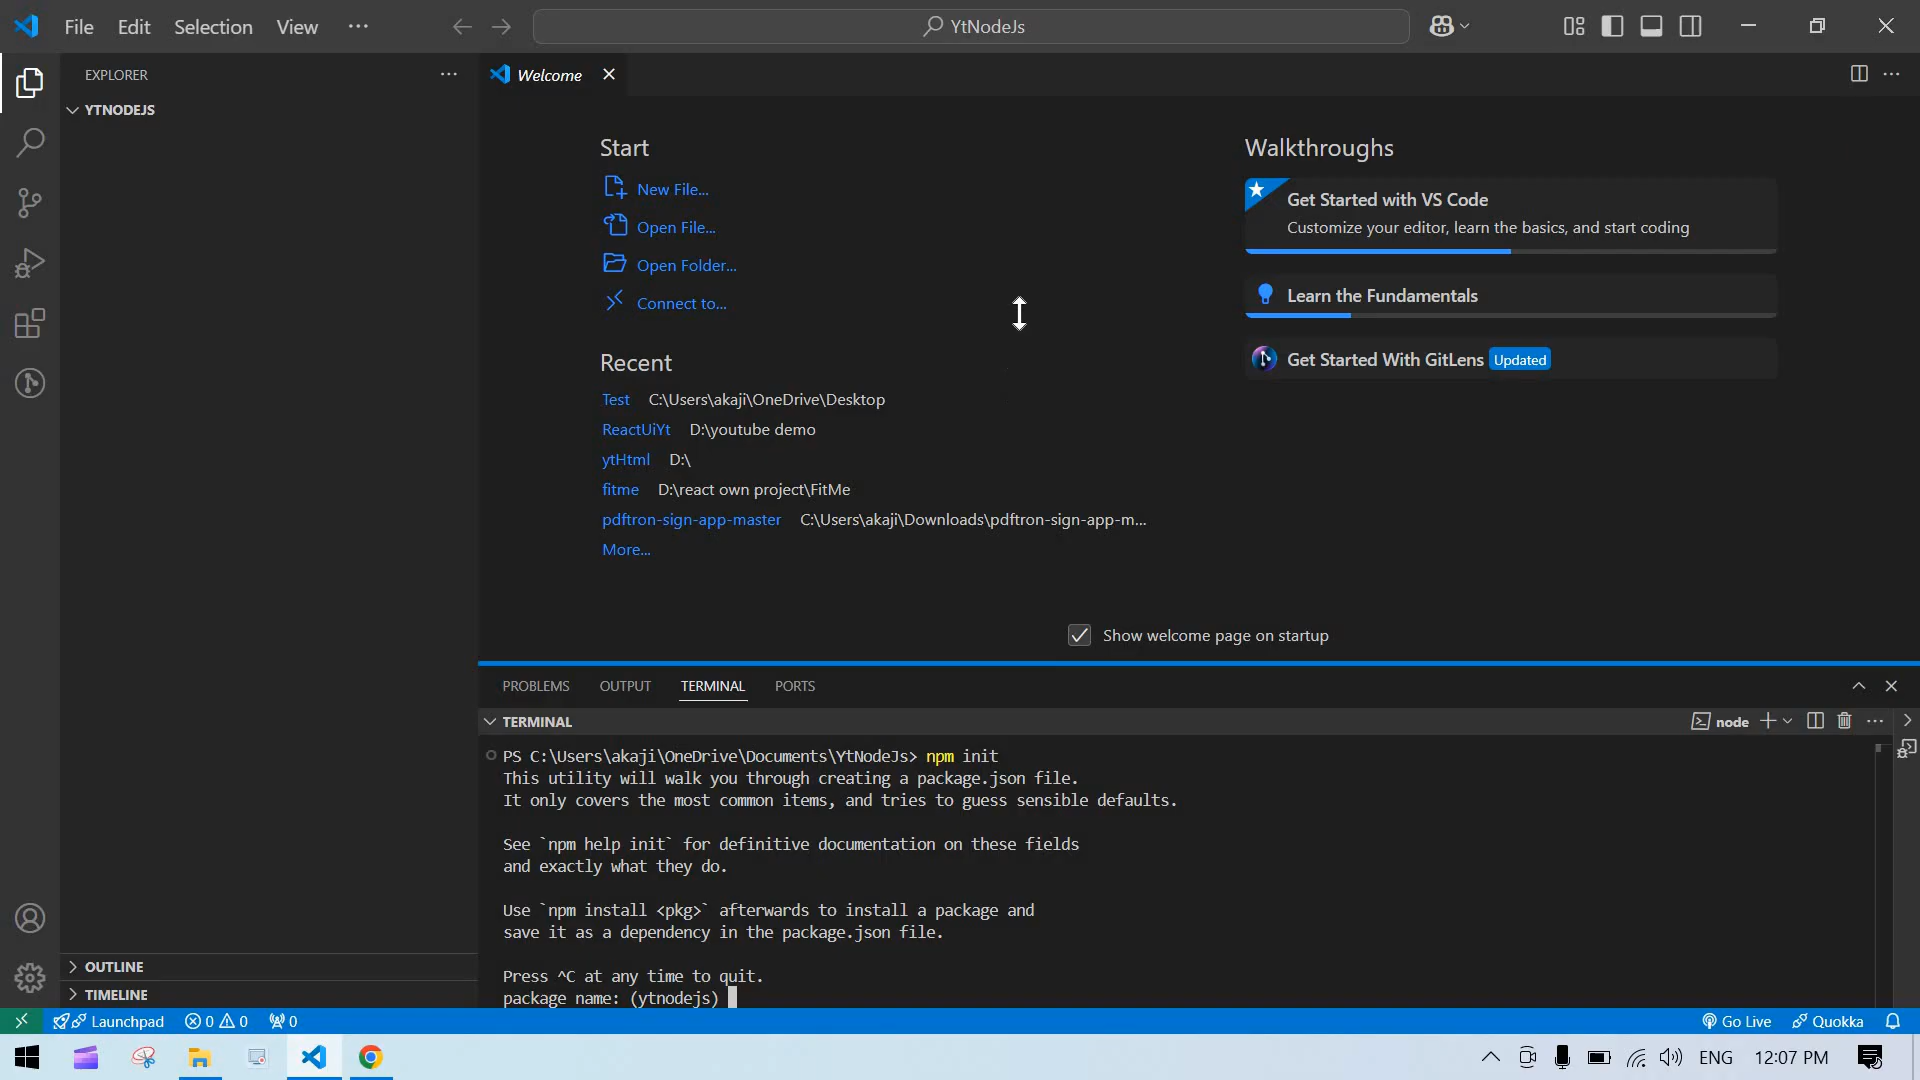 File Edit Selection View ···
YtNodeJs
EXPLORER
YTNODEJS
Welcome
Start
New File...
Open File...
Open Folder...
Connect to...
Recent
Test C:\Users\akaji\OneDrive\Desktop
ReactUiYt D:\youtube demo
ytHtml D:\
fitme D:\react own project\FitMe
pdftron-sign-app-master C:\Users\akaji\Downloads\pdftron-sign-app-m...
More...
Walkthroughs
Get Started with VS Code
Customize your editor, learn the basics, and start coding
Learn the Fundamentals
Get Started With GitLens Updated
Show welcome page on startup
PROBLEMS OUTPUT TERMINAL PORTS
TERMINAL
node
PS C:\Users\akaji\OneDrive\Documents\YtNodeJs> npm init
This utility will walk you through creating a package.json file.
It only covers the most common items, and tries to guess sensible defaults.
See `npm help init` for definitive documentation on these fields
and exactly what they do.
Use `npm install <pkg>` afterwards to install a package and
save it as a dependency in the package.json file.
Press ^C at any time to quit.
package name: (ytnodejs)
OUTLINE
TIMELINE
Launchpad 0 0 0 Go Live Quokka
ENG 12:07 PM